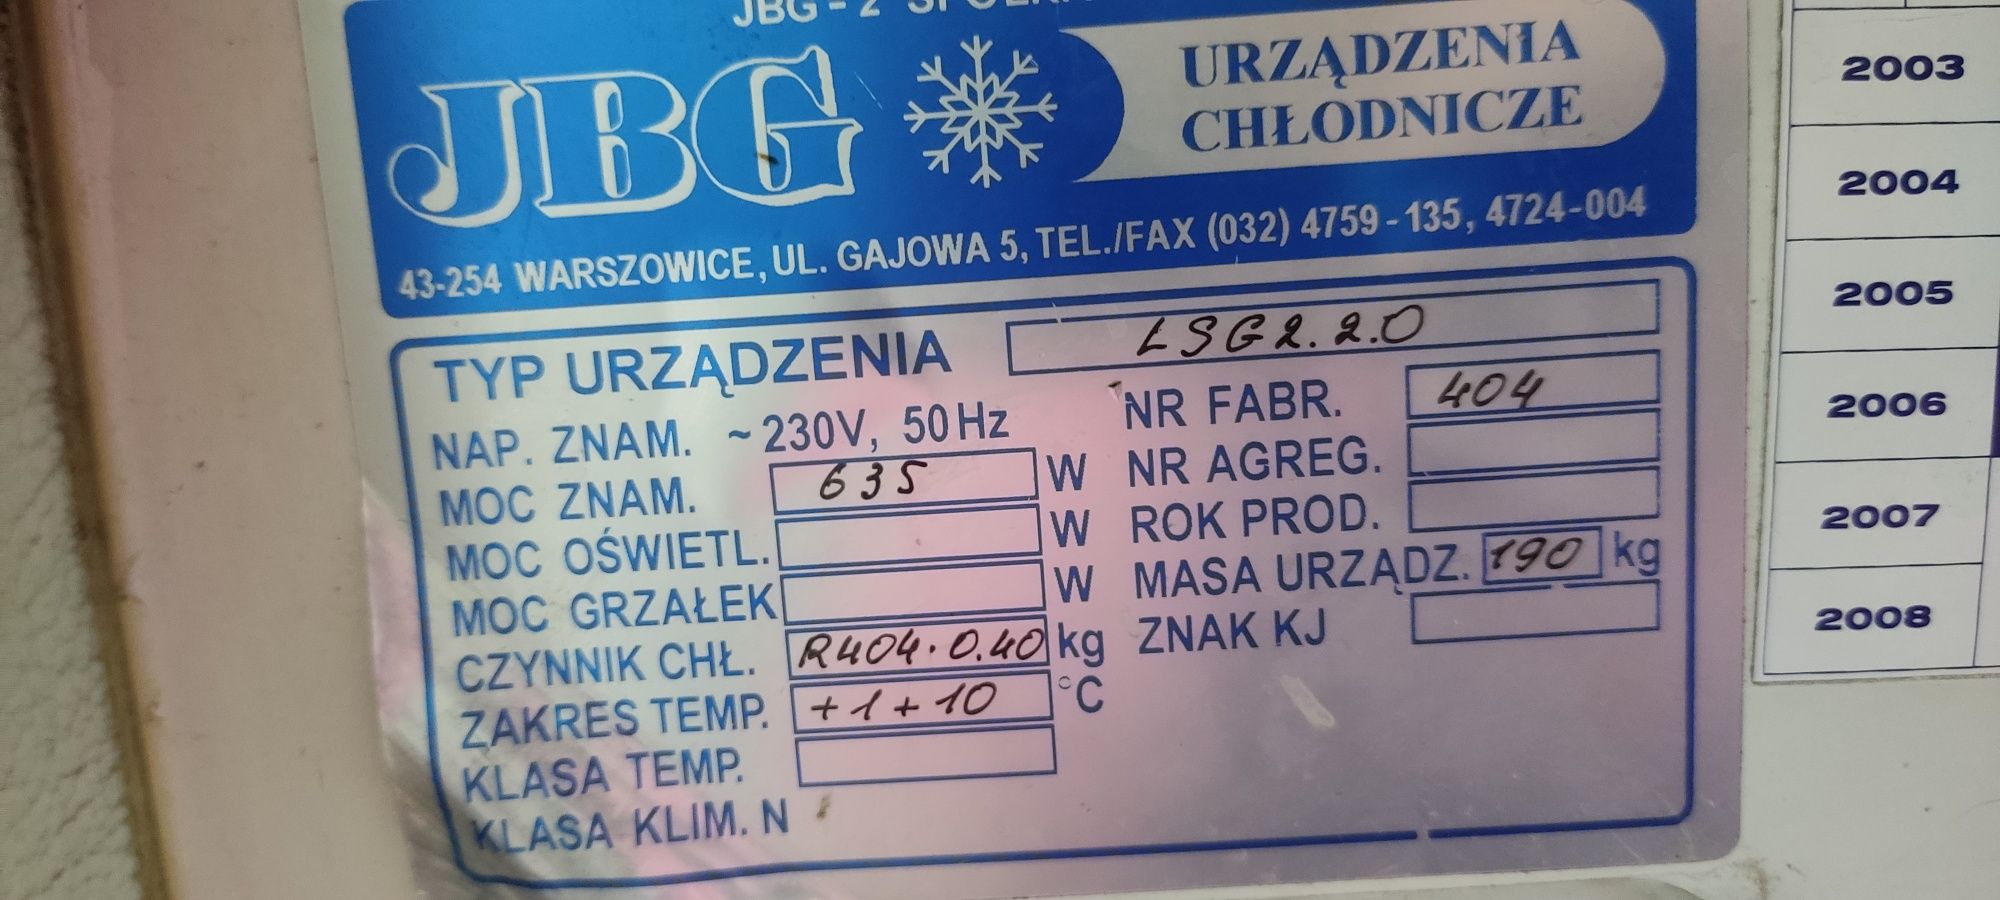 JBG - 2
JBG
URZĄDZENIA
CHŁODNICZE
43-254 WARSZOWICE, UL. GAJOWA 5, TEL./FAX (032) 4759-135, 4724-004
TYP URZĄDZENIA LSG2.2.0
NAP. ZNAM. ~230V, 50Hz NR FABR. 404
MOC ZNAM. 635 W NR AGREG.
MOC OŚWIETL. W ROK PROD.
MOC GRZAŁEK W MASA URZĄDZ. 190 kg
CZYNNIK CHŁ. R404.0.40 kg ZNAK KJ
ZAKRES TEMP. +1+10 °C
KLASA TEMP.
KLASA KLIM. N
2003
2004
2005
2006
2007
2008